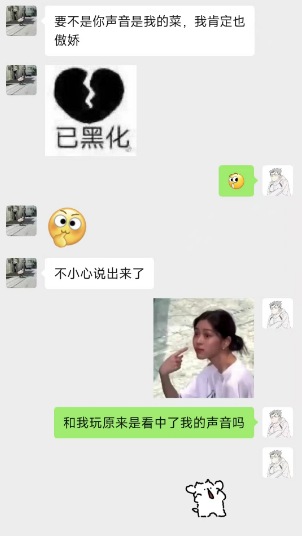 要不是你声音是我的菜，我肯定也
傲娇
已黑化
不小心说出来了
和我玩原来是看中了我的声音吗